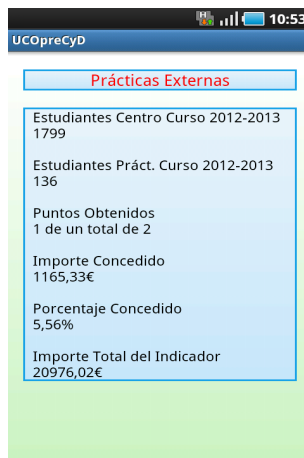 10:53
UCOpreCyD
Prácticas Externas
Estudiantes Centro Curso 2012-2013
1799
Estudiantes Práct. Curso 2012-2013
136
Puntos Obtenidos
1 de un total de 2
Importe Concedido
1165,33€
Porcentaje Concedido
5,56%
Importe Total del Indicador
20976,02€